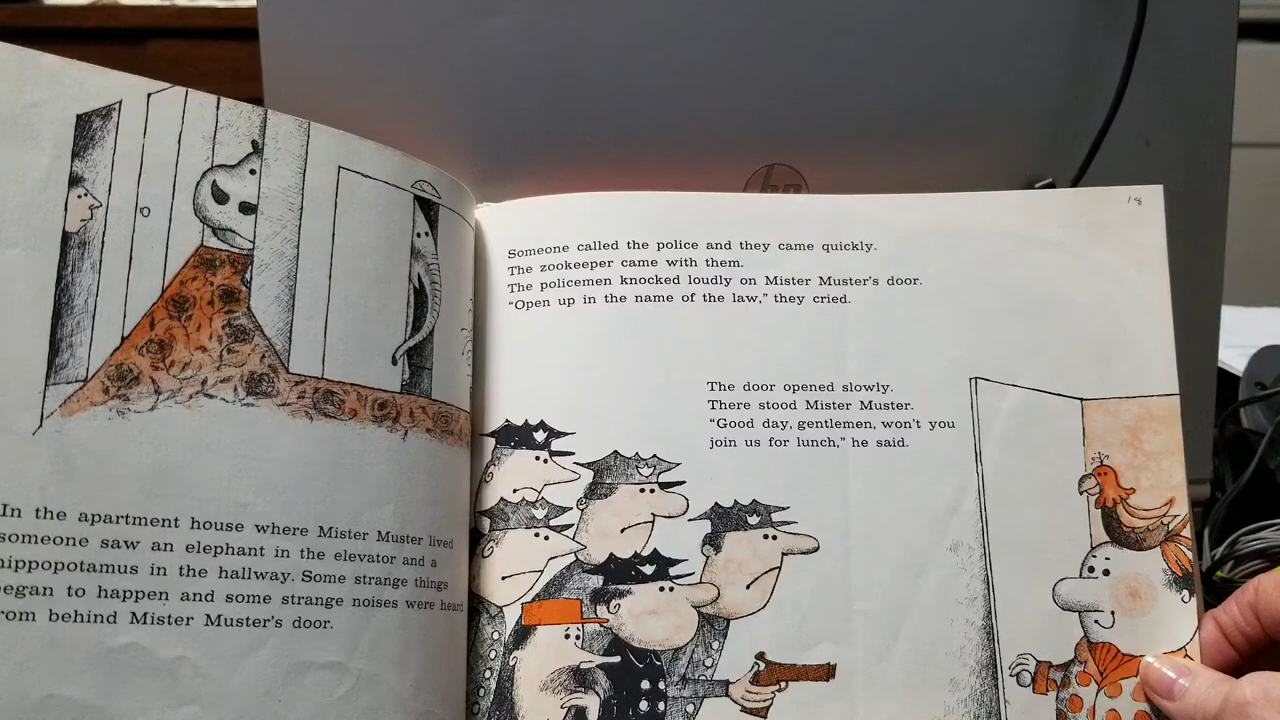 In the apartment house where Mister Muster lived
someone saw an elephant in the elevator and a
hippopotamus in the hallway. Some strange things
began to happen and some strange noises were heard
from behind Mister Muster's door.
hp
18
Someone called the police and they came quickly.
The zookeeper came with them.
The policemen knocked loudly on Mister Muster's door.
"Open up in the name of the law," they cried.
The door opened slowly.
There stood Mister Muster.
"Good day, gentlemen, won't you
join us for lunch," he said.